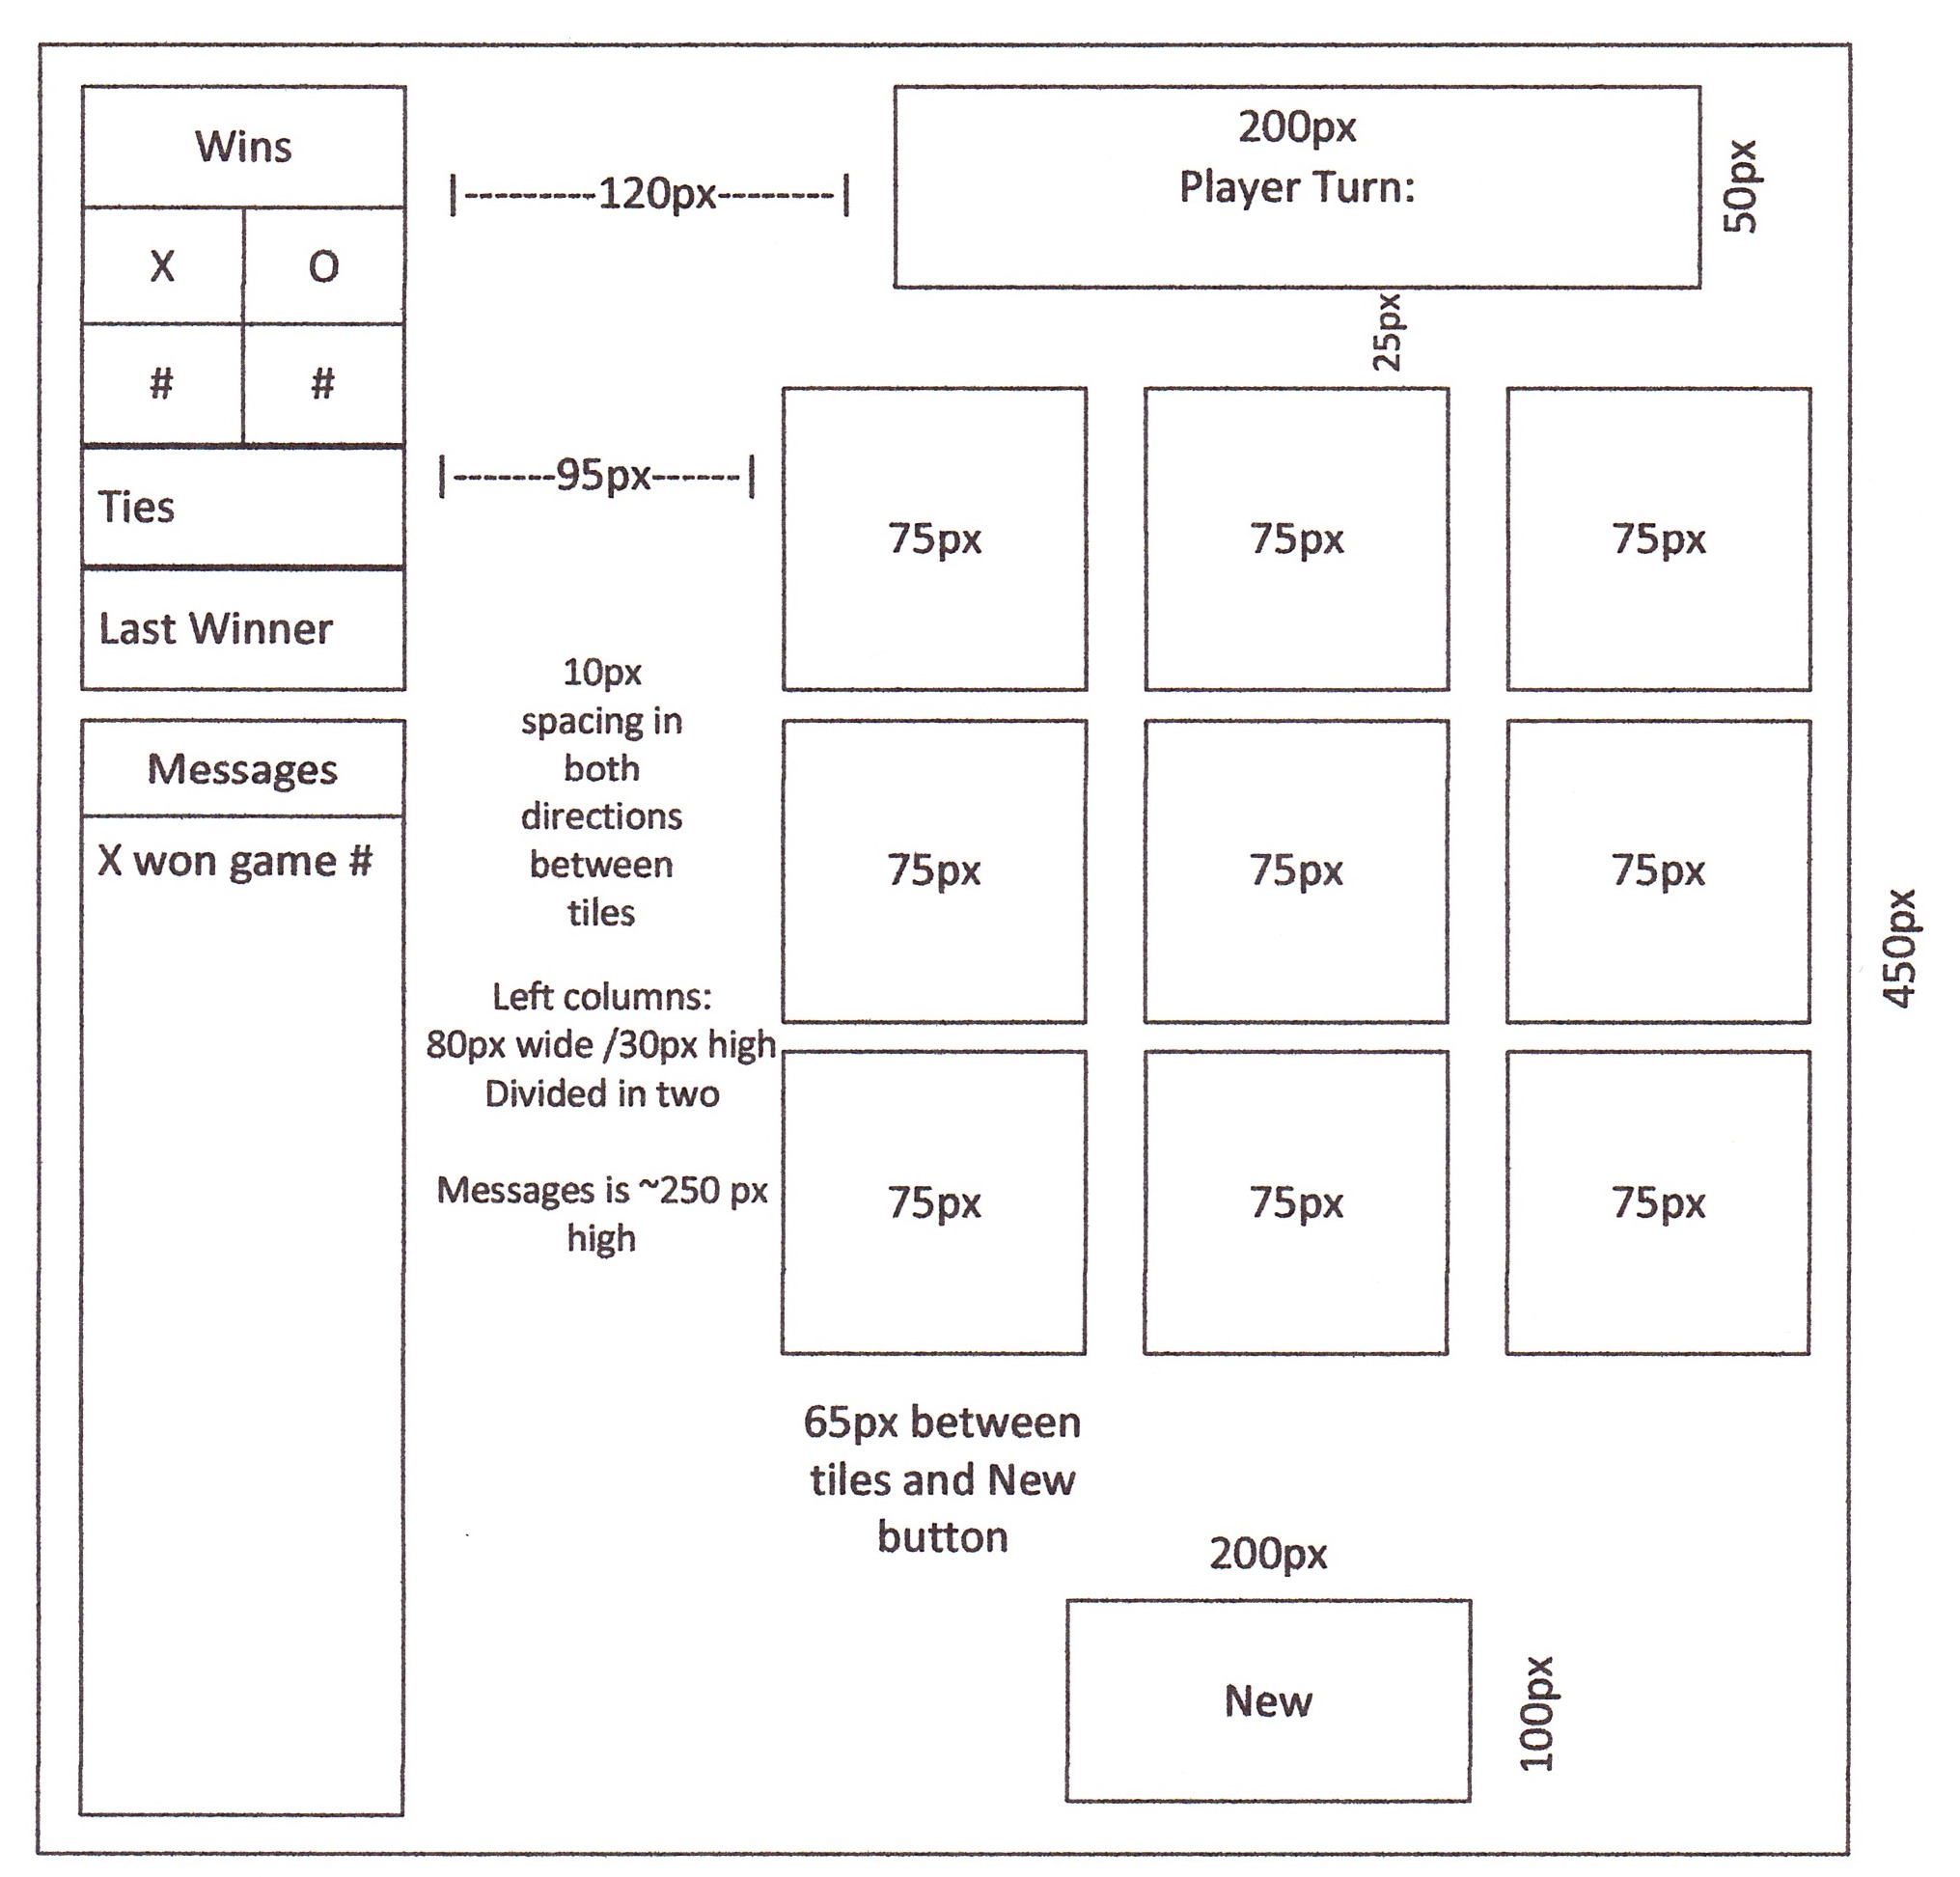 Wins
X O
# #
Ties
Last Winner
Messages
X won game #
|---------120px--------|
|-------95px------|
10px
spacing in
both
directions
between
tiles
Left columns:
80px wide /30px high
Divided in two
Messages is ~250 px
high
200px
Player Turn:
50px
25px
75px 75px 75px
75px 75px 75px
75px 75px 75px
450px
65px between
tiles and New
button
200px
New
100px